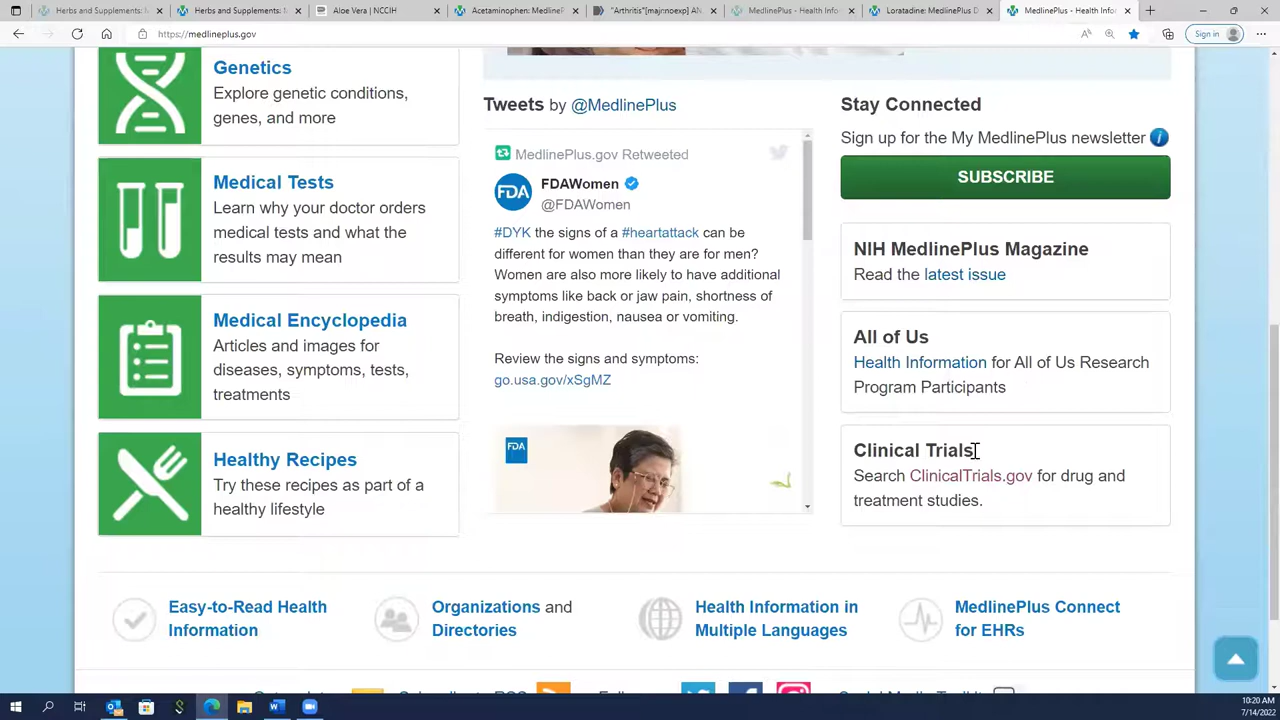 Herbs and Supplements: M
Herbs and Supplements: M
Aloe Vera | NCCIH
Acetaminophen: MedlineP
"Arthritis"[majr:noexp] AN
MedlinePlus - Health Infor
Loratadine: MedlinePlus D
MedlinePlus - Health Infor
https://medlineplus.gov
Sign in
Genetics
Explore genetic conditions,
genes, and more
Medical Tests
Learn why your doctor orders
medical tests and what the
results may mean
Medical Encyclopedia
Articles and images for
diseases, symptoms, tests,
treatments
Healthy Recipes
Try these recipes as part of a
healthy lifestyle
Tweets by @MedlinePlus
MedlinePlus.gov Retweeted
FDA
FDAWomen
@FDAWomen
#DYK the signs of a #heartattack can be
different for women than they are for men?
Women are also more likely to have additional
symptoms like back or jaw pain, shortness of
breath, indigestion, nausea or vomiting.
Review the signs and symptoms:
go.usa.gov/xSgMZ
FDA
Stay Connected
Sign up for the My MedlinePlus newsletter
SUBSCRIBE
NIH MedlinePlus Magazine
Read the latest issue
All of Us
Health Information for All of Us Research
Program Participants
Clinical Trials
Search ClinicalTrials.gov for drug and
treatment studies.
Easy-to-Read Health
Information
Organizations and
Directories
Health Information in
Multiple Languages
MedlinePlus Connect
for EHRs
10:20 AM
7/14/2022